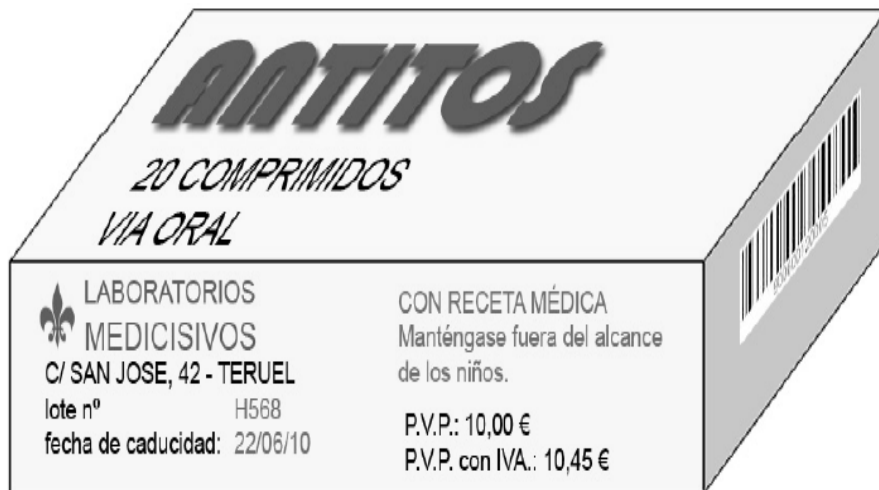 ANTITOS
20 COMPRIMIDOS
VIA ORAL
LABORATORIOS
MEDICISIVOS
C/ SAN JOSE, 42 - TERUEL
lote nº H568
fecha de caducidad: 22/06/10
CON RECETA MÉDICA
Manténgase fuera del alcance
de los niños.
P.V.P.: 10,00 €
P.V.P. con IVA.: 10,45 €